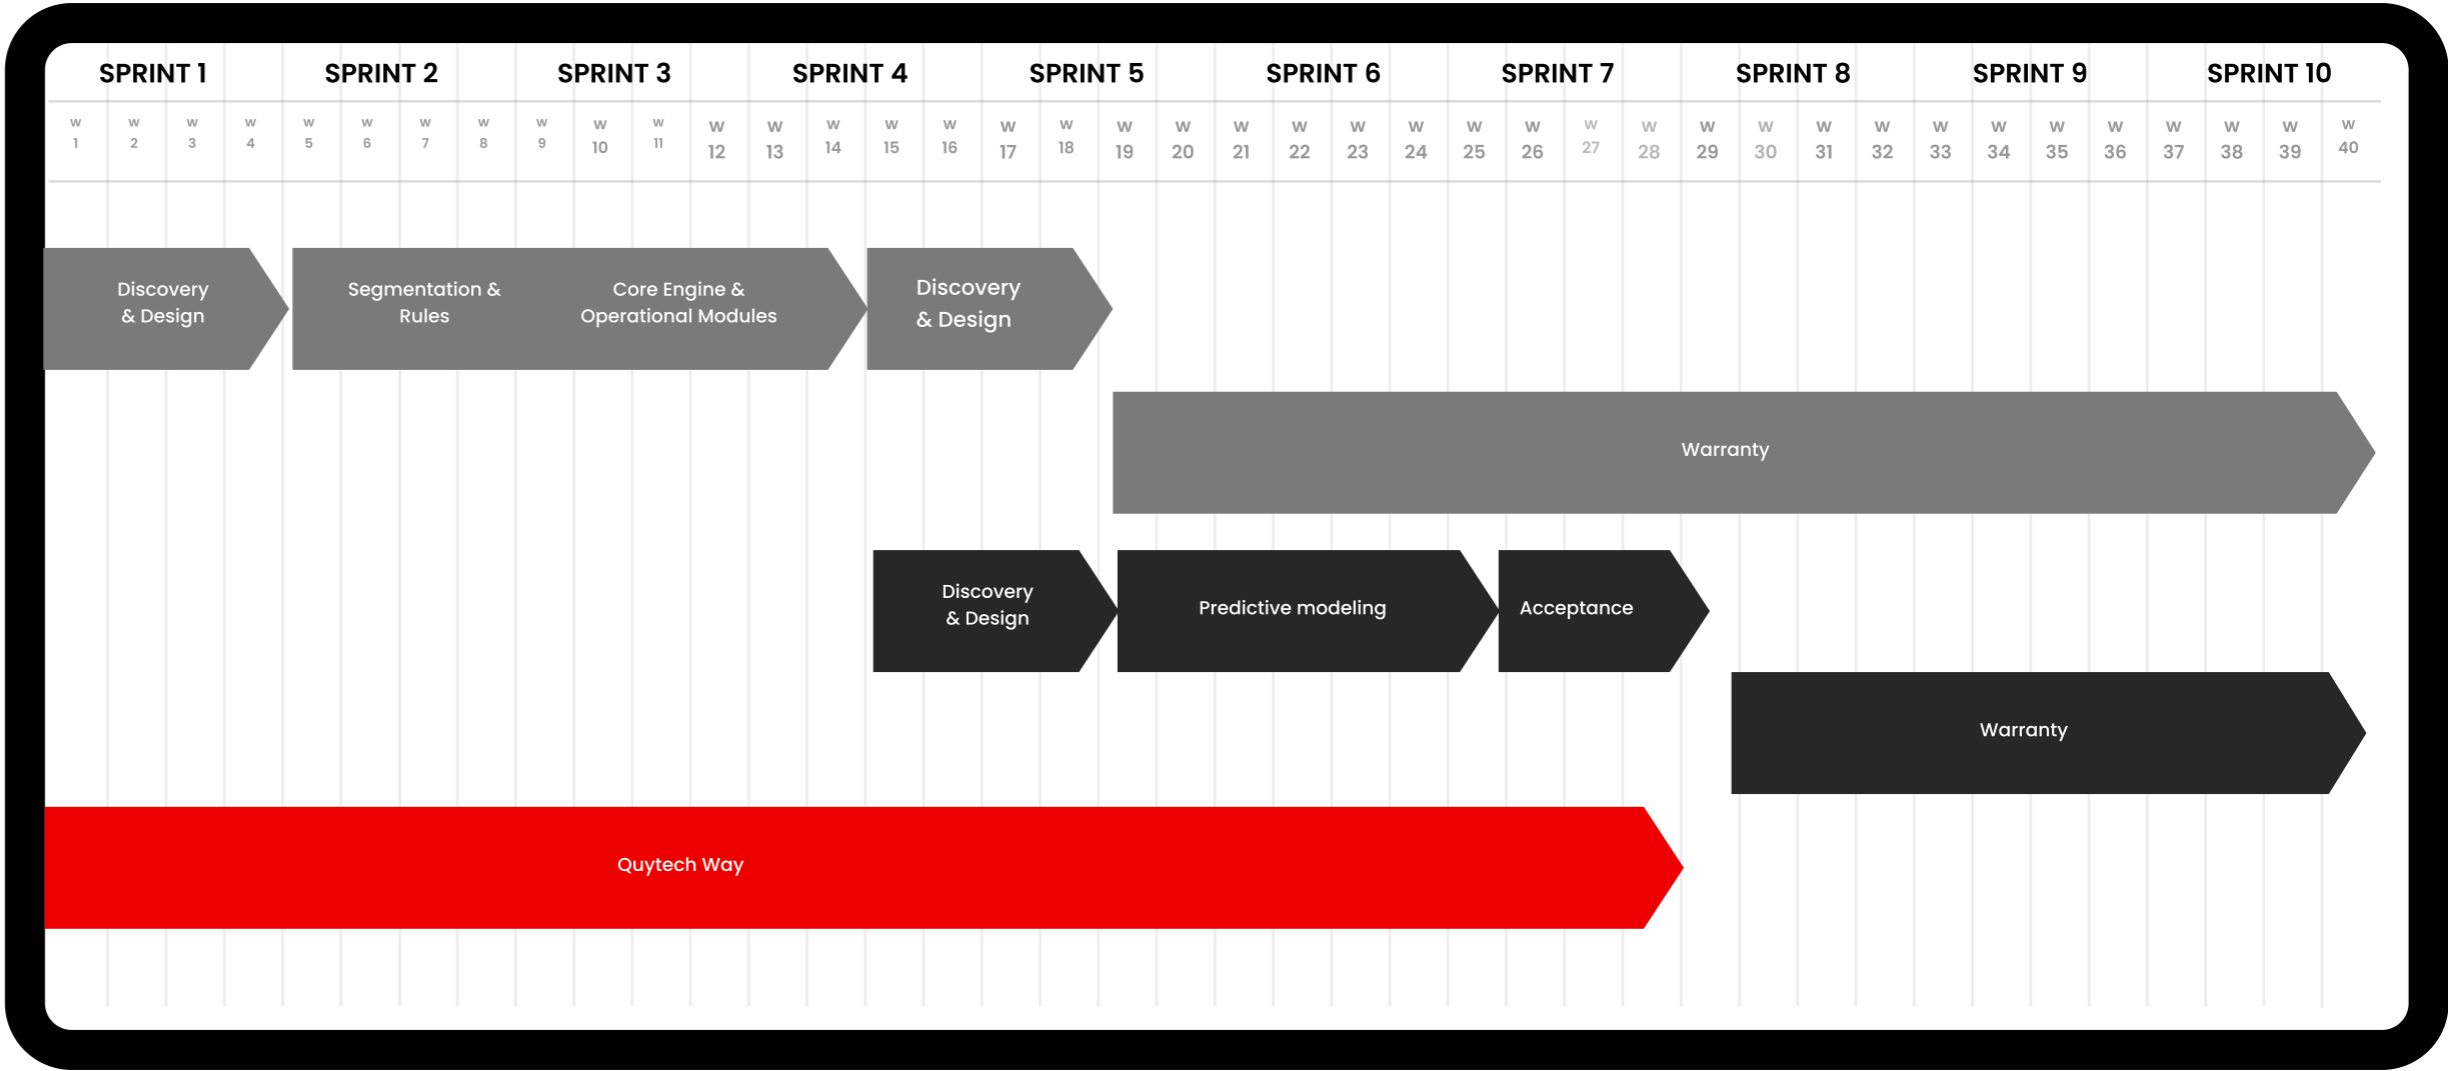 SPRINT 1 SPRINT 2 SPRINT 3 SPRINT 4 SPRINT 5 SPRINT 6 SPRINT 7 SPRINT 8 SPRINT 9 SPRINT 10
W W W W W W W W W W W W W W W W W W W W W W W W W W W W W W W W W W W W W W W W
1 2 3 4 5 6 7 8 9 10 11 12 13 14 15 16 17 18 19 20 21 22 23 24 25 26 27 28 29 30 31 32 33 34 35 36 37 38 39 40
Discovery
& Design
Segmentation &
Rules
Core Engine &
Operational Modules
Discovery
& Design
Warranty
Discovery
& Design
Predictive modeling
Acceptance
Warranty
Quytech Way